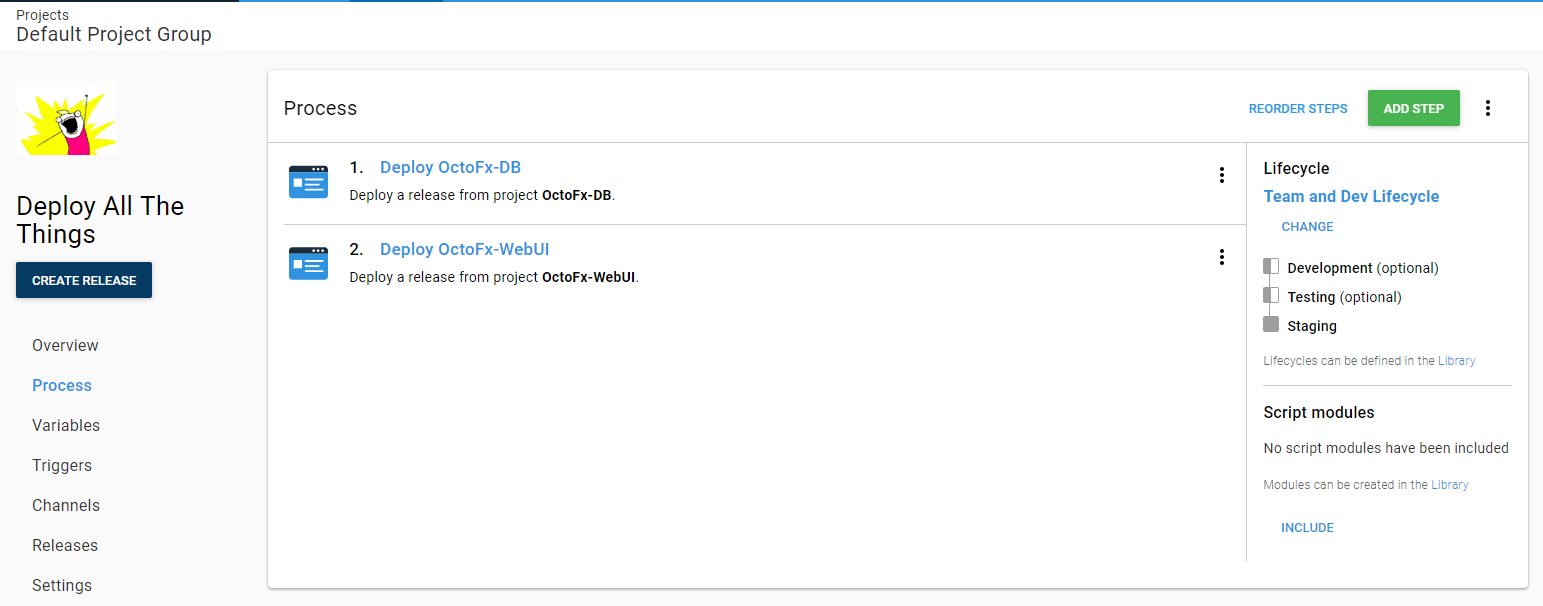 Projects
Default Project Group
Deploy All The
Things
CREATE RELEASE
Overview
Process
Variables
Triggers
Channels
Releases
Settings
Process
REORDER STEPS
ADD STEP
1. Deploy OctoFx-DB
Deploy a release from project OctoFx-DB.
2. Deploy OctoFx-WebUI
Deploy a release from project OctoFx-WebUI.
Lifecycle
Team and Dev Lifecycle
CHANGE
Development (optional)
Testing (optional)
Staging
Lifecycles can be defined in the Library
Script modules
No script modules have been included
Modules can be created in the Library
INCLUDE